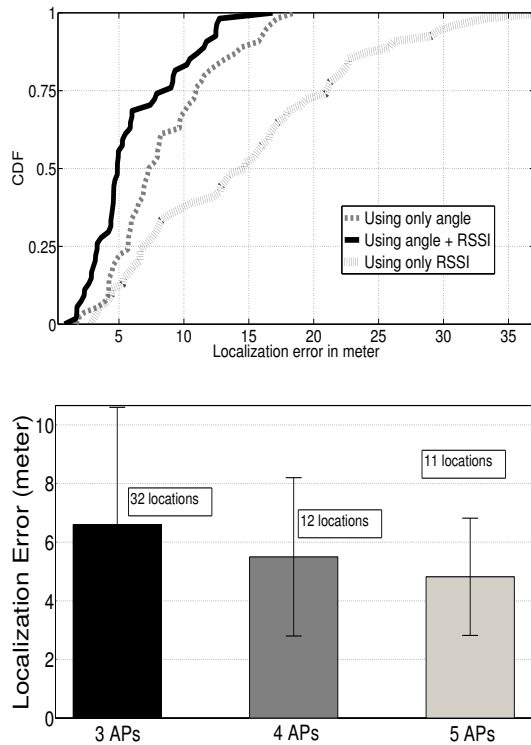 1
0.75
0.5
0.25
0
CDF
Using only angle
Using angle + RSSI
Using only RSSI
5 10 15 20 25 30 35
Localization error in meter
10
8
6
4
2
0
Localization Error (meter)
32 locations
12 locations
11 locations
3 APs 4 APs 5 APs